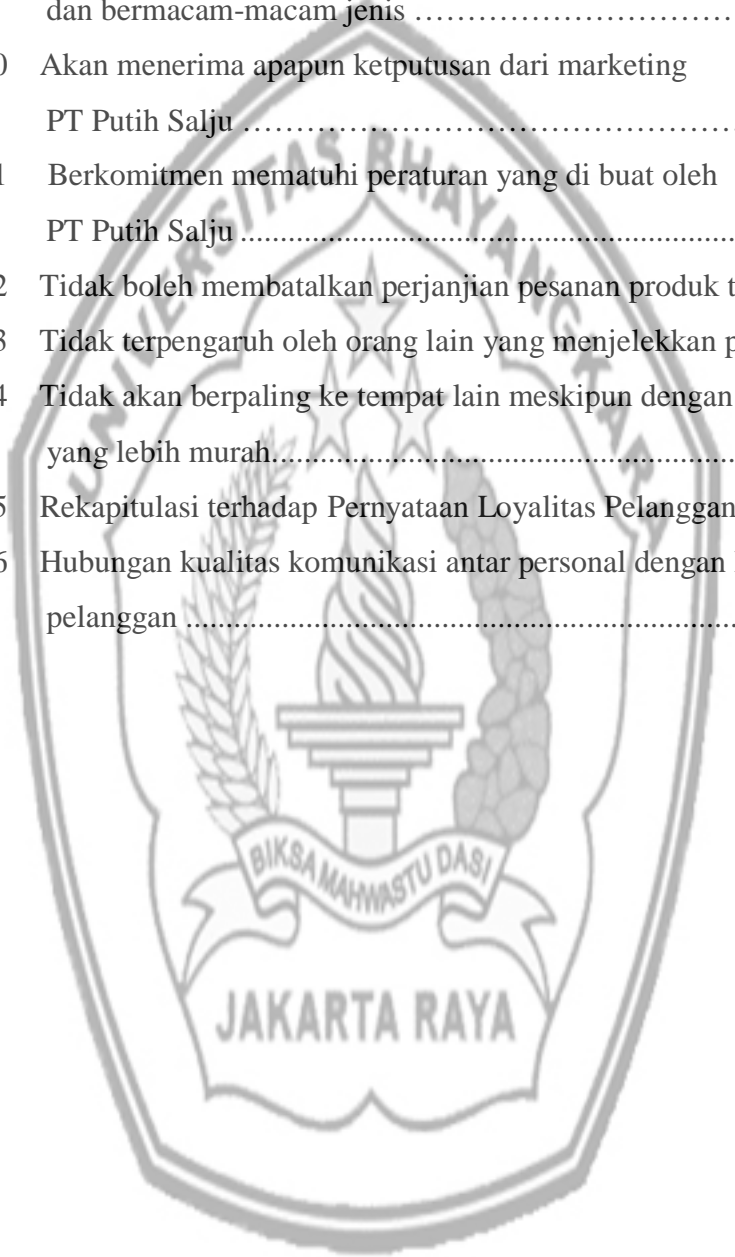 dan bermacam-macam jenis ……………………………
0 Akan menerima apapun ketputusan dari marketing
PT Putih Salju ………………………………………………
1 Berkomitmen mematuhi peraturan yang di buat oleh
PT Putih Salju ...............................................................
2 Tidak boleh membatalkan perjanjian pesanan produk t
3 Tidak terpengaruh oleh orang lain yang menjelekkan p
4 Tidak akan berpaling ke tempat lain meskipun dengan
yang lebih murah...........................................................
5 Rekapitulasi terhadap Pernyataan Loyalitas Pelanggan
6 Hubungan kualitas komunikasi antar personal dengan
pelanggan .....................................................................
UNIVERSITAS BHAYANGKARA
BIKSA MAHWASTU DASI
JAKARTA RAYA